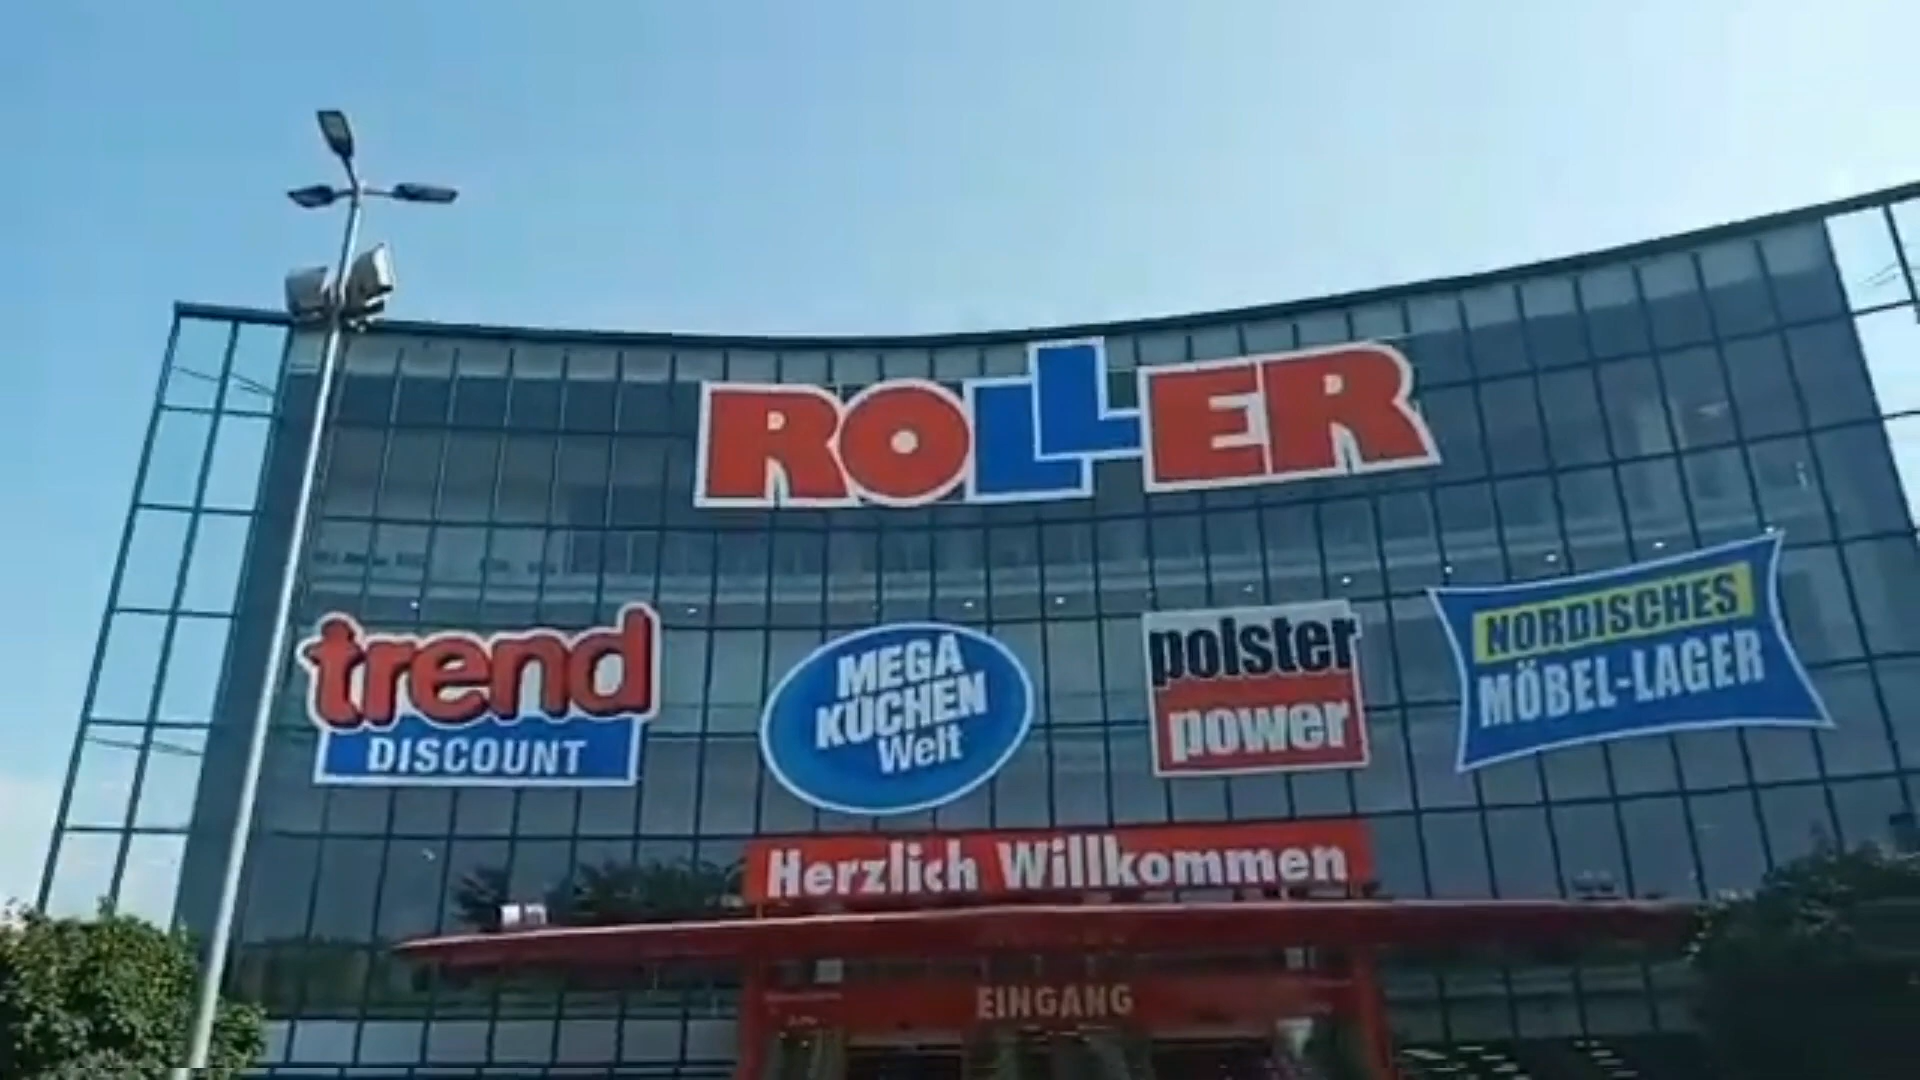 ROLLER
trend
DISCOUNT
MEGA
KÜCHEN
Welt
polster
power
NORDISCHES
MÖBEL-LAGER
Herzlich Willkommen
EINGANG